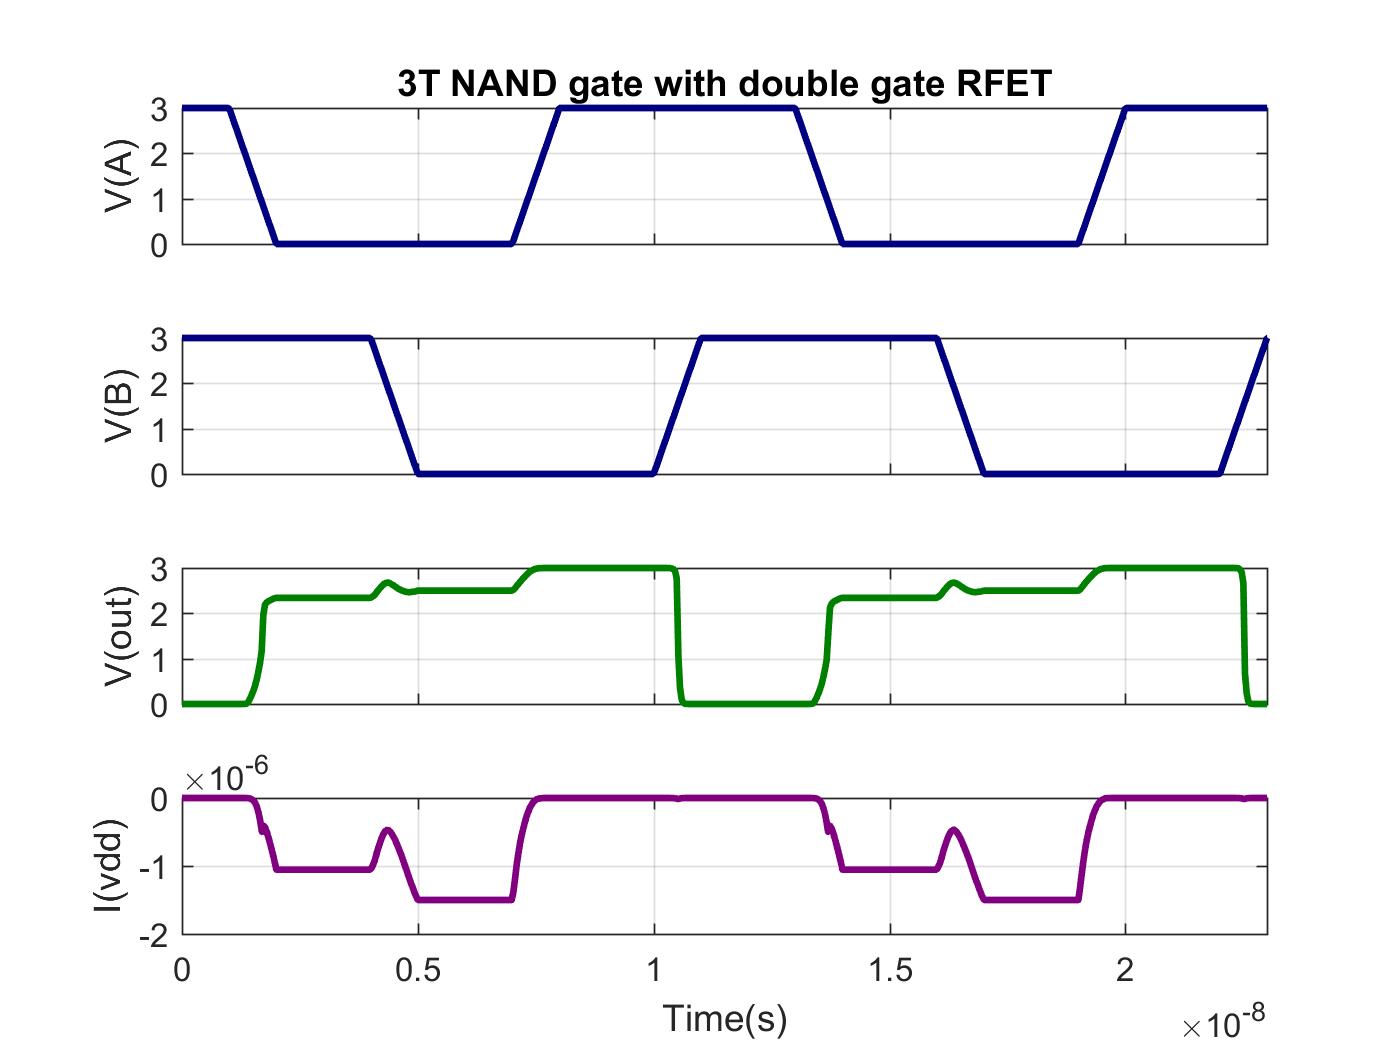 3T NAND gate with double gate RFET
V(A)
3
2
1
0
V(B)
3
2
1
0
V(out)
3
2
1
0
×10^-6
I(vdd)
0
-1
-2
0 0.5 1 1.5 2
Time(s)
×10^-8